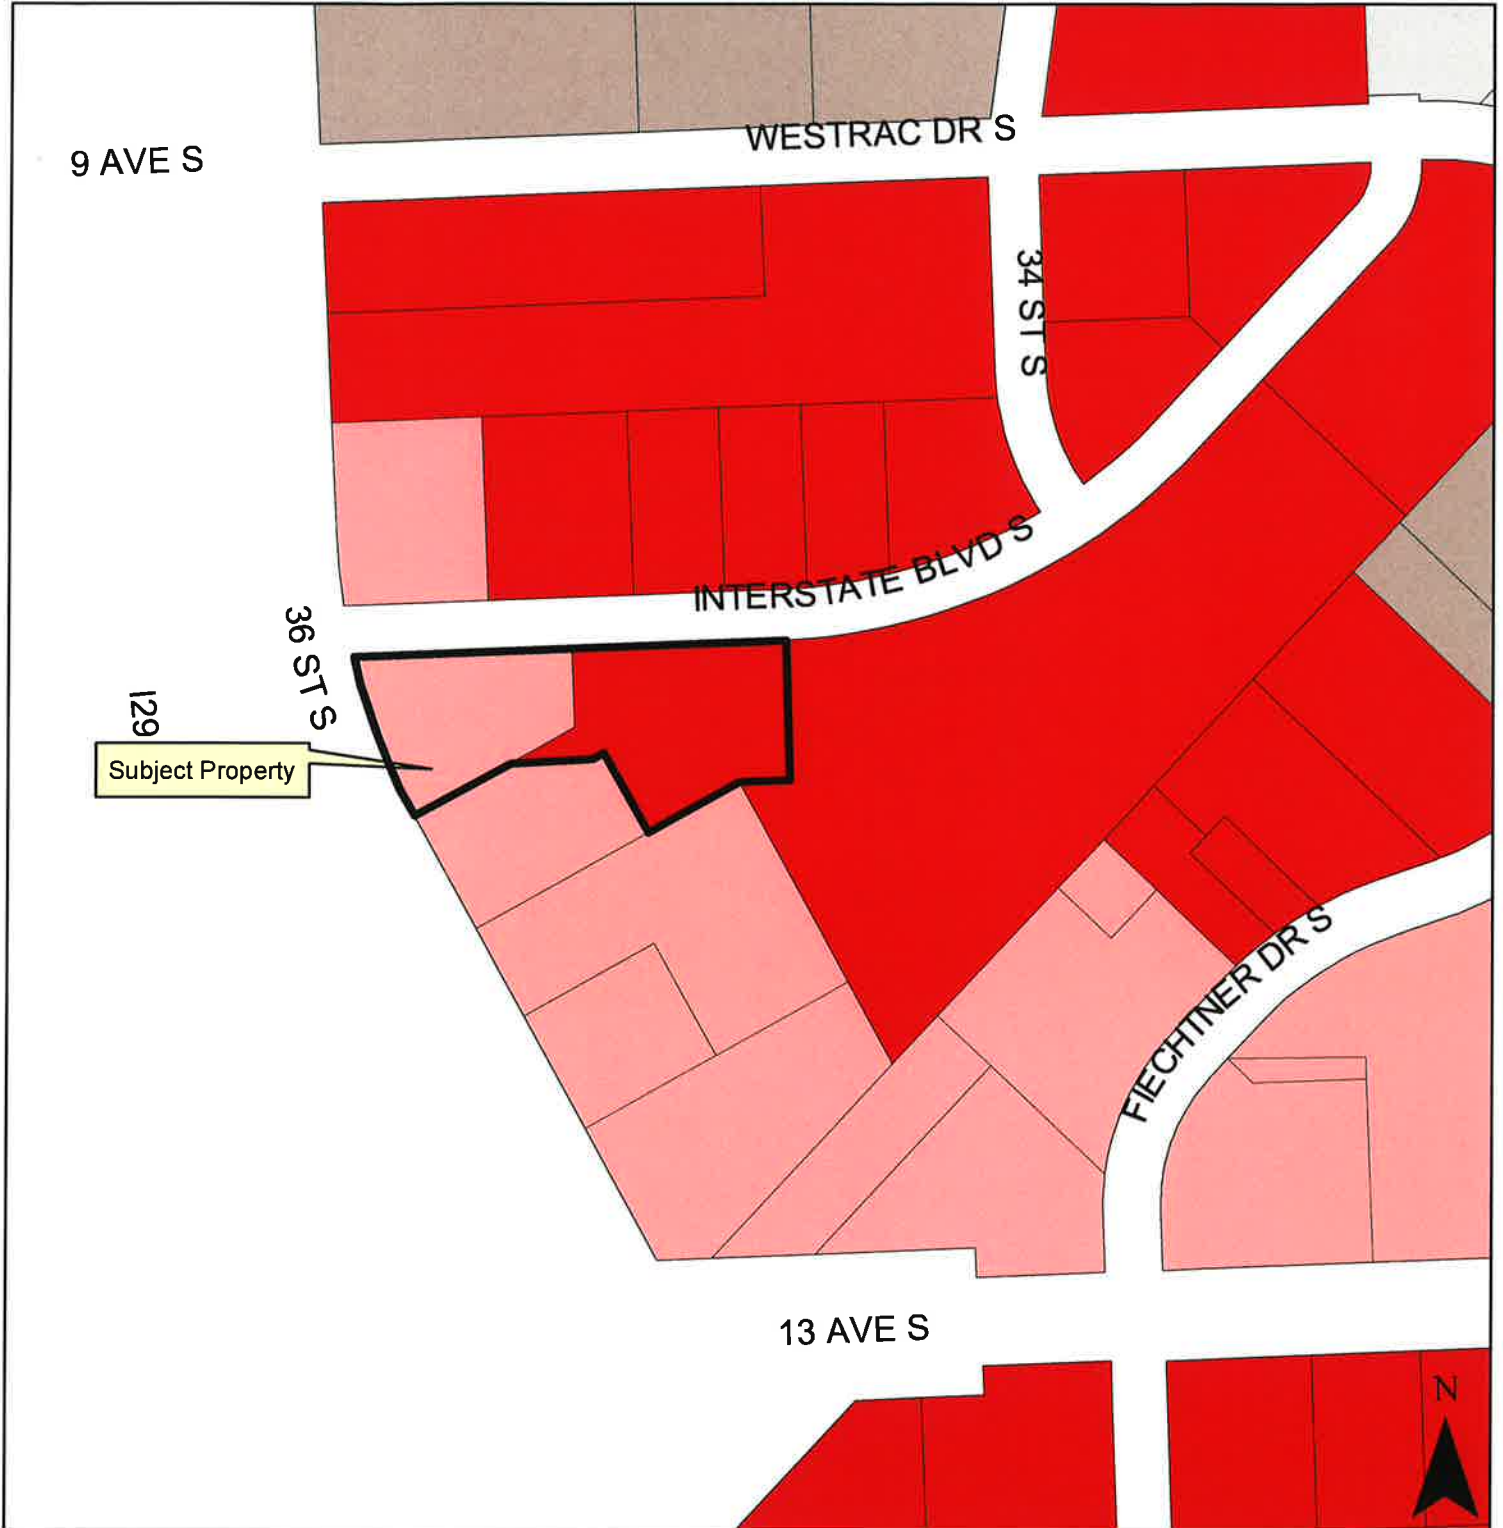 WESTRAC DR S
9 AVE S
34 ST S
INTERSTATE BLVD S
36 ST S
I29
Subject Property
FIECHTNER DR S
13 AVE S
N